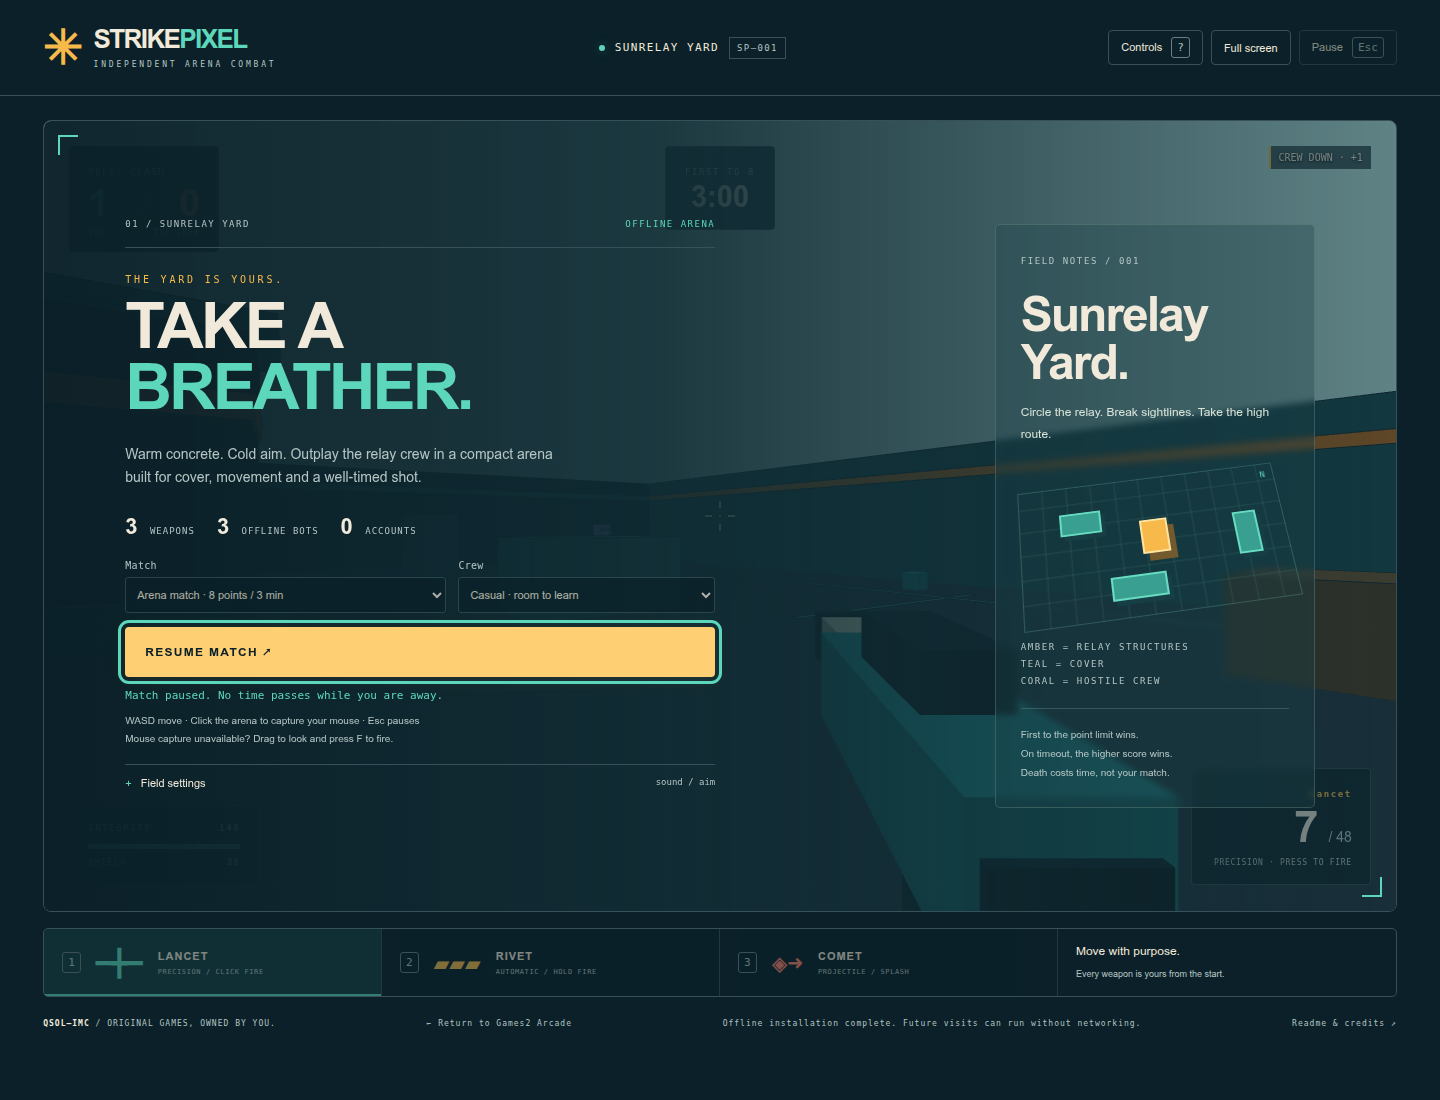 STRIKEPIXEL
INDEPENDENT ARENA COMBAT
SUNRELAY YARD SP—001
Controls ?
Full screen
Pause Esc
1 0
FIRST TO 8
3:00
CREW DOWN · +1
01 / SUNRELAY YARD
OFFLINE ARENA
THE YARD IS YOURS.
TAKE A
BREATHER.
Warm concrete. Cold aim. Outplay the relay crew in a compact arena
built for cover, movement and a well-timed shot.
3 WEAPONS 3 OFFLINE BOTS 0 ACCOUNTS
Match
Arena match · 8 points / 3 min
Crew
Casual · room to learn
RESUME MATCH ↗
Match paused. No time passes while you are away.
WASD move · Click the arena to capture your mouse · Esc pauses
Mouse capture unavailable? Drag to look and press F to fire.
+ Field settings
sound / aim
FIELD NOTES / 001
Sunrelay
Yard.
Circle the relay. Break sightlines. Take the high
route.
N
AMBER = RELAY STRUCTURES
TEAL = COVER
CORAL = HOSTILE CREW
First to the point limit wins.
On timeout, the higher score wins.
Death costs time, not your match.
7 / 48
PRECISION · PRESS TO FIRE
1 LANCET
PRECISION / CLICK FIRE
2 RIVET
AUTOMATIC / HOLD FIRE
3 COMET
PROJECTILE / SPLASH
Move with purpose.
Every weapon is yours from the start.
QSOL—IMC / ORIGINAL GAMES, OWNED BY YOU.
← Return to Games2 Arcade
Offline installation complete. Future visits can run without networking.
Readme & credits ↗